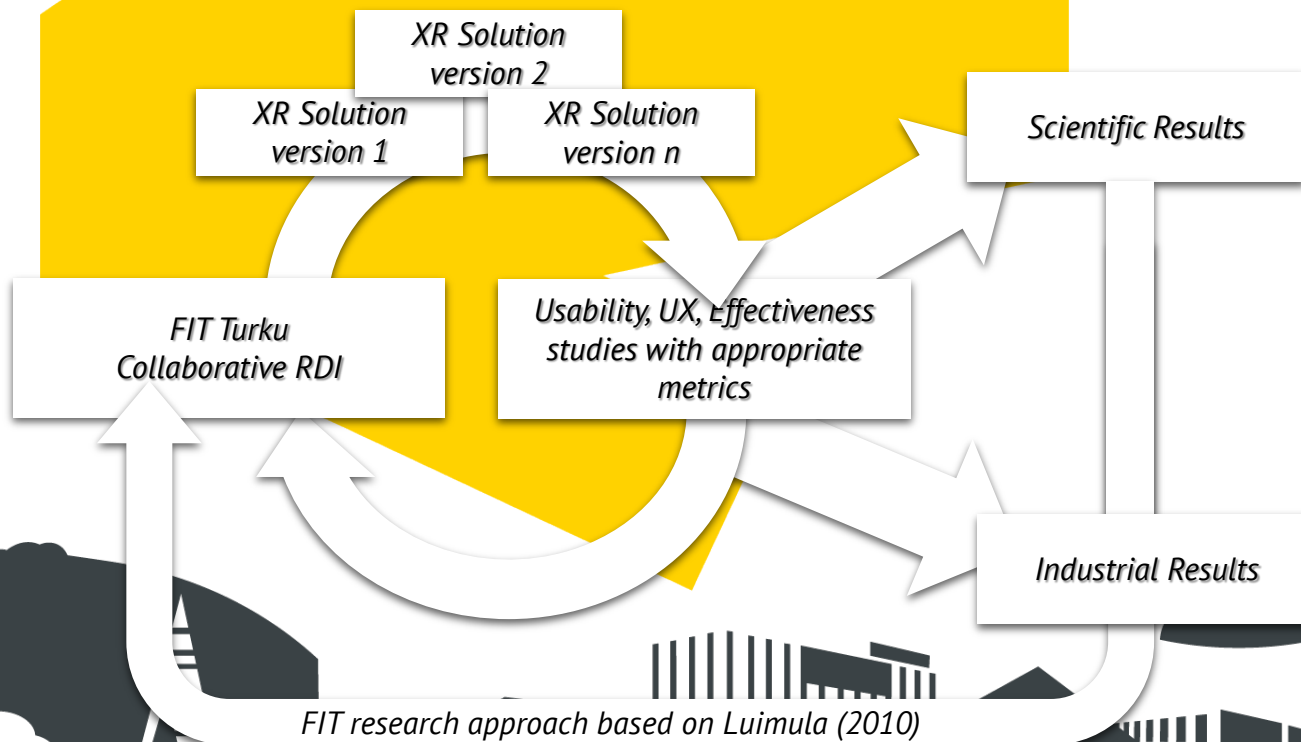 XR Solution
version 2
XR Solution
version 1
XR Solution
version n
Scientific Results
FIT Turku
Collaborative RDI
Usability, UX, Effectiveness
studies with appropriate
metrics
Industrial Results
FIT research approach based on Luimula (2010)